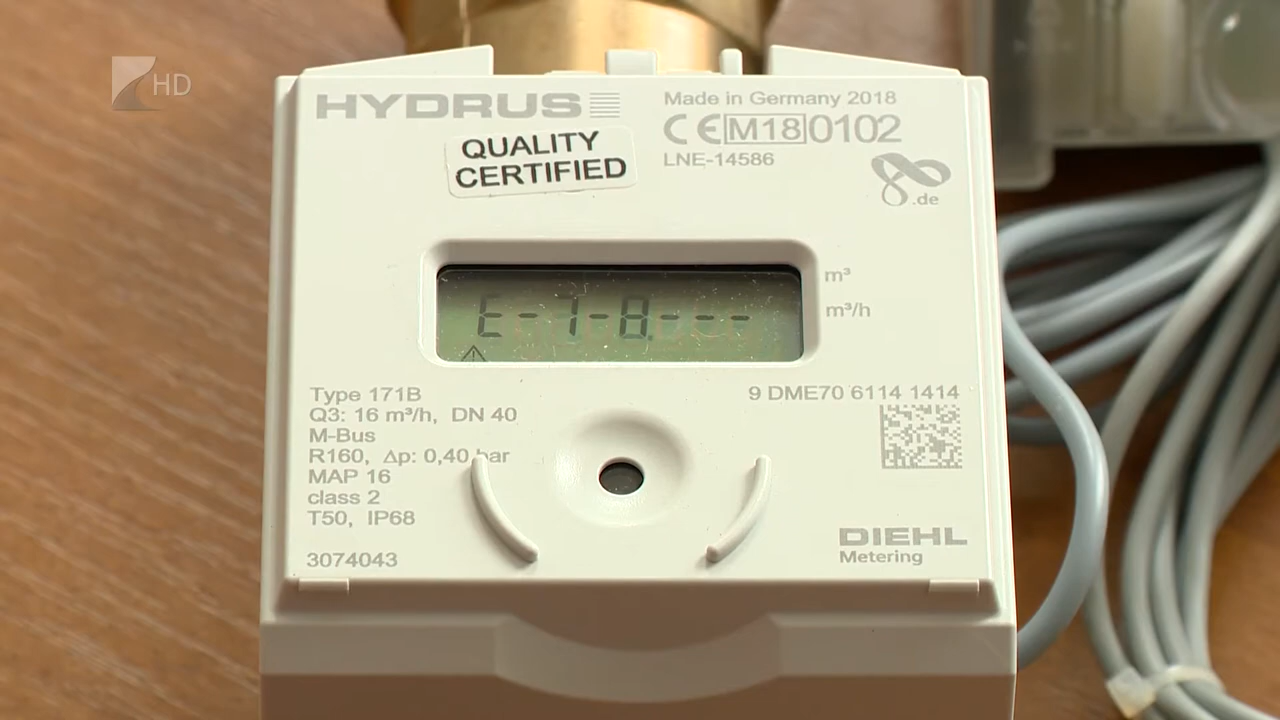 HD
HYDRUS
QUALITY
CERTIFIED
Made in Germany 2018
CE M18 0102
LNE-14586
.de
E-7-8.---
m³
m³/h
Type 171B
Q3: 16 m³/h, DN 40
M-Bus
R160, Δp: 0,40 bar
MAP 16
class 2
T50, IP68
3074043
9 DME70 6114 1414
DIEHL
Metering